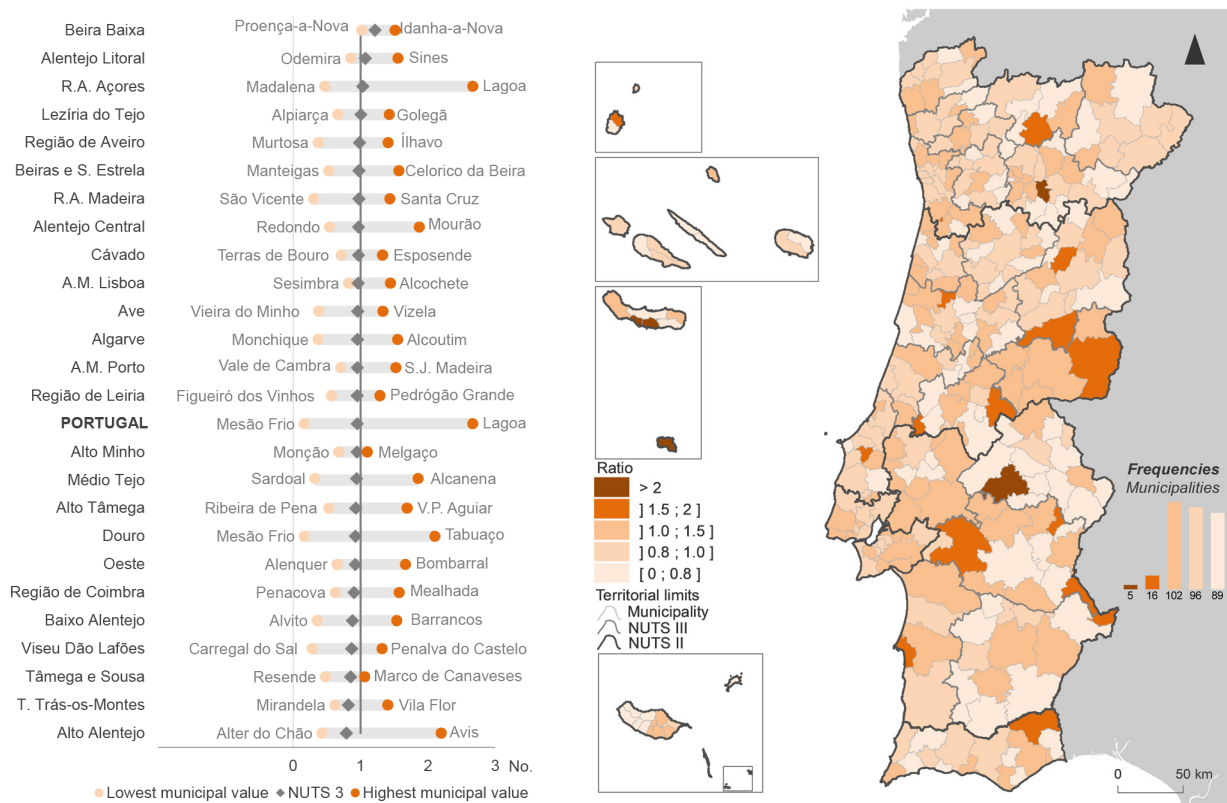 Beira Baixa Proença-a-Nova Idanha-a-Nova
Alentejo Litoral Odemira Sines
R.A. Açores Madalena Lagoa
Lezíria do Tejo Alpiarça Golegã
Região de Aveiro Murtosa Ílhavo
Beiras e S. Estrela Manteigas Celorico da Beira
R.A. Madeira São Vicente Santa Cruz
Alentejo Central Redondo Mourão
Cávado Terras de Bouro Esposende
A.M. Lisboa Sesimbra Alcochete
Ave Vieira do Minho Vizela
Algarve Monchique Alcoutim
A.M. Porto Vale de Cambra S.J. Madeira
Região de Leiria Figueiró dos Vinhos Pedrógão Grande
PORTUGAL Mesão Frio Lagoa
Alto Minho Monção Melgaço
Médio Tejo Sardoal Alcanena
Alto Tâmega Ribeira de Pena V.P. Aguiar
Douro Mesão Frio Tabuaço
Oeste Alenquer Bombarral
Região de Coimbra Penacova Mealhada
Baixo Alentejo Alvito Barrancos
Viseu Dão Lafões Carregal do Sal Penalva do Castelo
Tâmega e Sousa Resende Marco de Canaveses
T. Trás-os-Montes Mirandela Vila Flor
Alto Alentejo Alter do Chão Avis
0 1 2 3 No.
Lowest municipal value NUTS 3 Highest municipal value
Ratio
> 2
] 1.5 ; 2 ]
] 1.0 ; 1.5 ]
] 0.8 ; 1.0 ]
[ 0 ; 0.8 ]
Territorial limits
Municipality
NUTS III
NUTS II
Frequencies
Municipalities
5 16 102 96 89
0 50 km